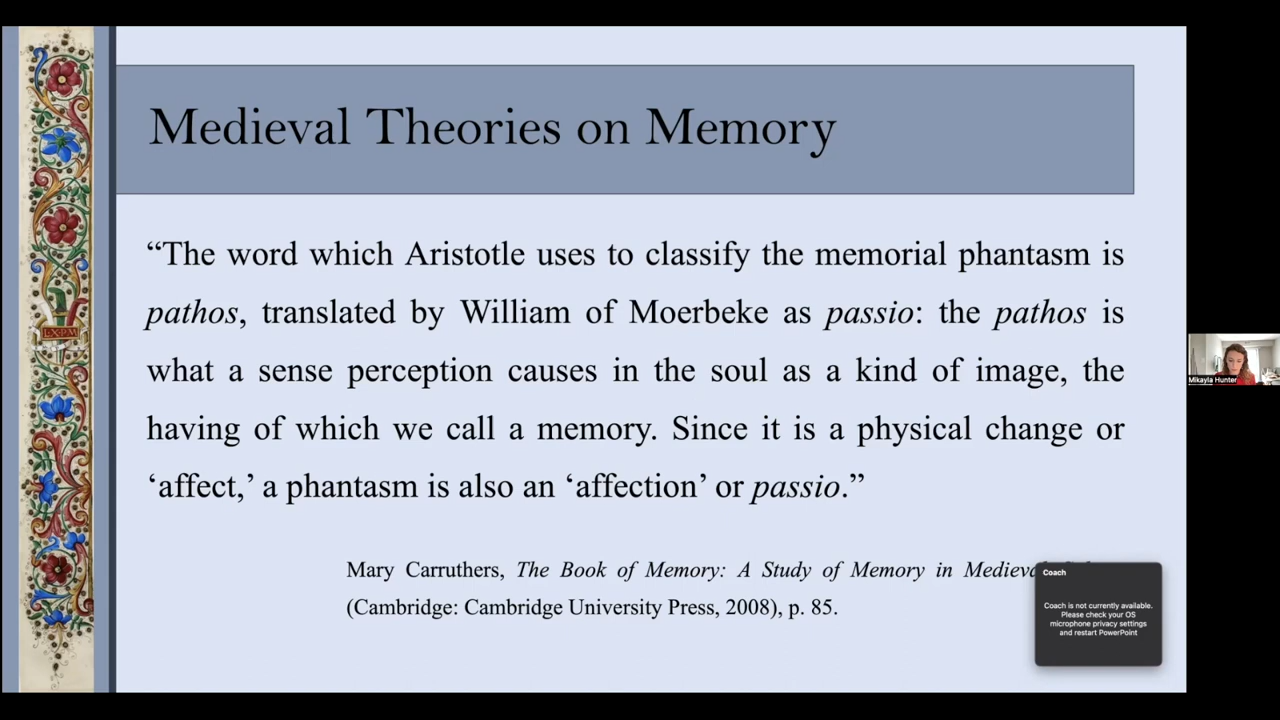 Medieval Theories on Memory
“The word which Aristotle uses to classify the memorial phantasm is
pathos, translated by William of Moerbeke as passio: the pathos is
what a sense perception causes in the soul as a kind of image, the
having of which we call a memory. Since it is a physical change or
‘affect,’ a phantasm is also an ‘affection’ or passio.”
Mary Carruthers, The Book of Memory: A Study of Memory in
(Cambridge: Cambridge University Press, 2008), p. 85.
Coach
Coach is not currently available.
Please check your OS
microphone privacy settings
and restart PowerPoint
Mikayla Hunter